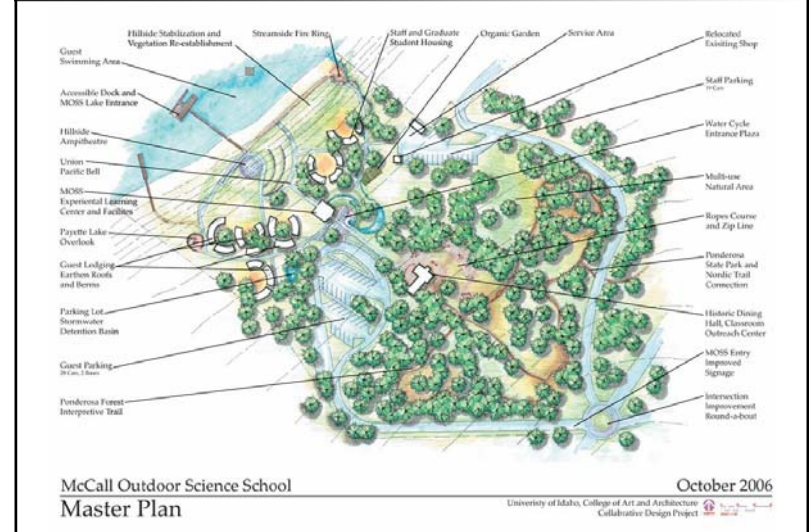 Hillside Stabilization and
Vegetation Re-establishment
Streamside Fire Ring
Staff and Graduate
Student Housing
Organic Garden
Service Area
Relocated
Exisiting Shop
Guest
Swimming Area
Accessible Dock and
MOSS Lake Entrance
Hillside
Ampitheatre
Union
Pacific Bell
MOSS
Experiential Learning
Center and Facilites
Payette Lake
Overlook
Guest Lodging
Earthen Roofs
and Berms
Parking Lot
Stormwater
Detention Basin
Guest Parking
28 Cars, 2 Buses
Ponderosa Forest
Interpretive Trail
Staff Parking
Water Cycle
Entrance Plaza
Multi-use
Natural Area
Ropes Course
and Zip Line
Ponderosa
State Park and
Nordic Trail
Connection
Historic Dining
Hall, Classroom
Outreach Center
MOSS Entry
Improved
Signage
Intersection
Improvement
Round-a-bout
McCall Outdoor Science School
October 2006
Master Plan
Univeristy of Idaho, College of Art and Architecture
Collabrative Design Project